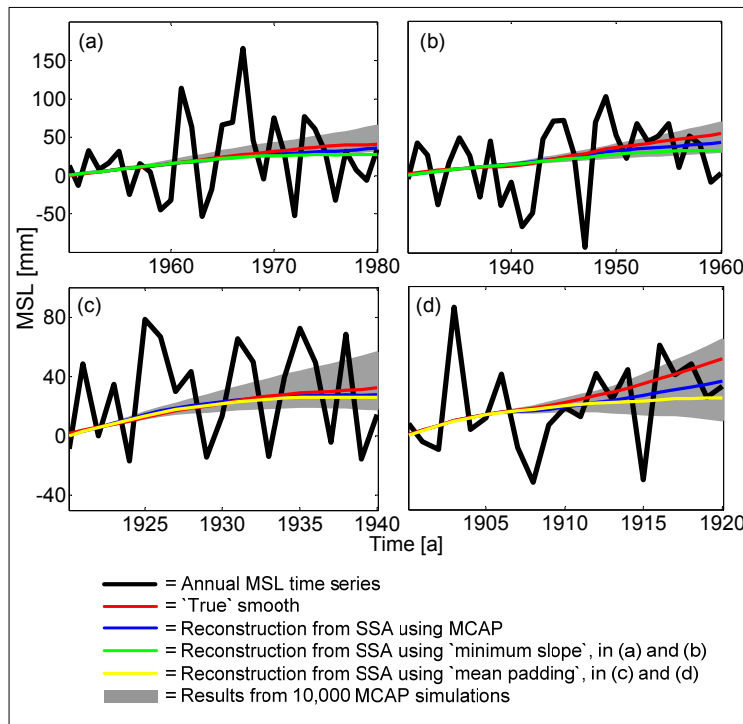 (a)
(b)
150
100
50
0
-50
1960
1970
1980
1940
1950
1960
MSL [mm]
(c)
(d)
80
40
0
-40
1925
1930
1935
1940
1905
1910
1915
1920
Time [a]
= Annual MSL time series
= `True` smooth
= Reconstruction from SSA using MCAP
= Reconstruction from SSA using `minimum slope`, in (a) and (b)
= Reconstruction from SSA using `mean padding`, in (c) and (d)
= Results from 10,000 MCAP simulations